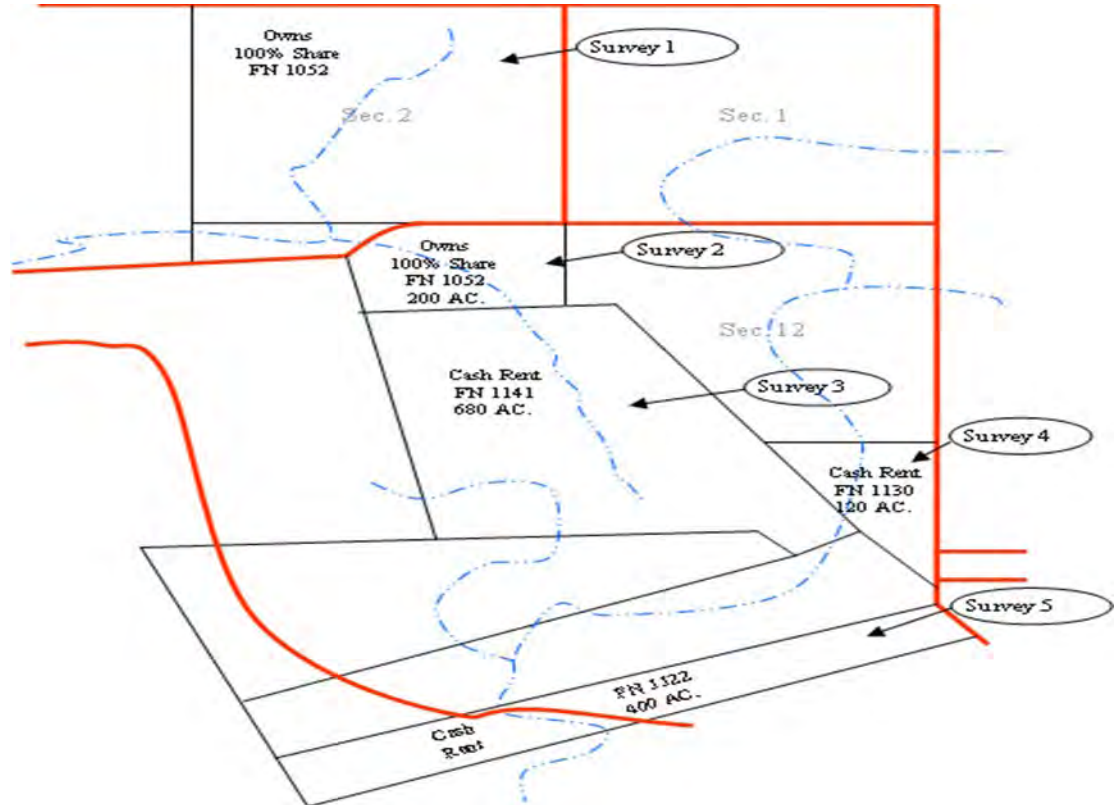 Owns
100% Share
FN 1052
Survey 1
Sec. 2
Sec. 1
Owns
100% Share
FN 1052
200 AC.
Survey 2
Sec. 12
Cash Rent
FN 1141
680 AC.
Survey 3
Survey 4
Cash Rent
FN 1130
120 AC.
Survey 5
FN 1122
400 AC.
Cash
Rent